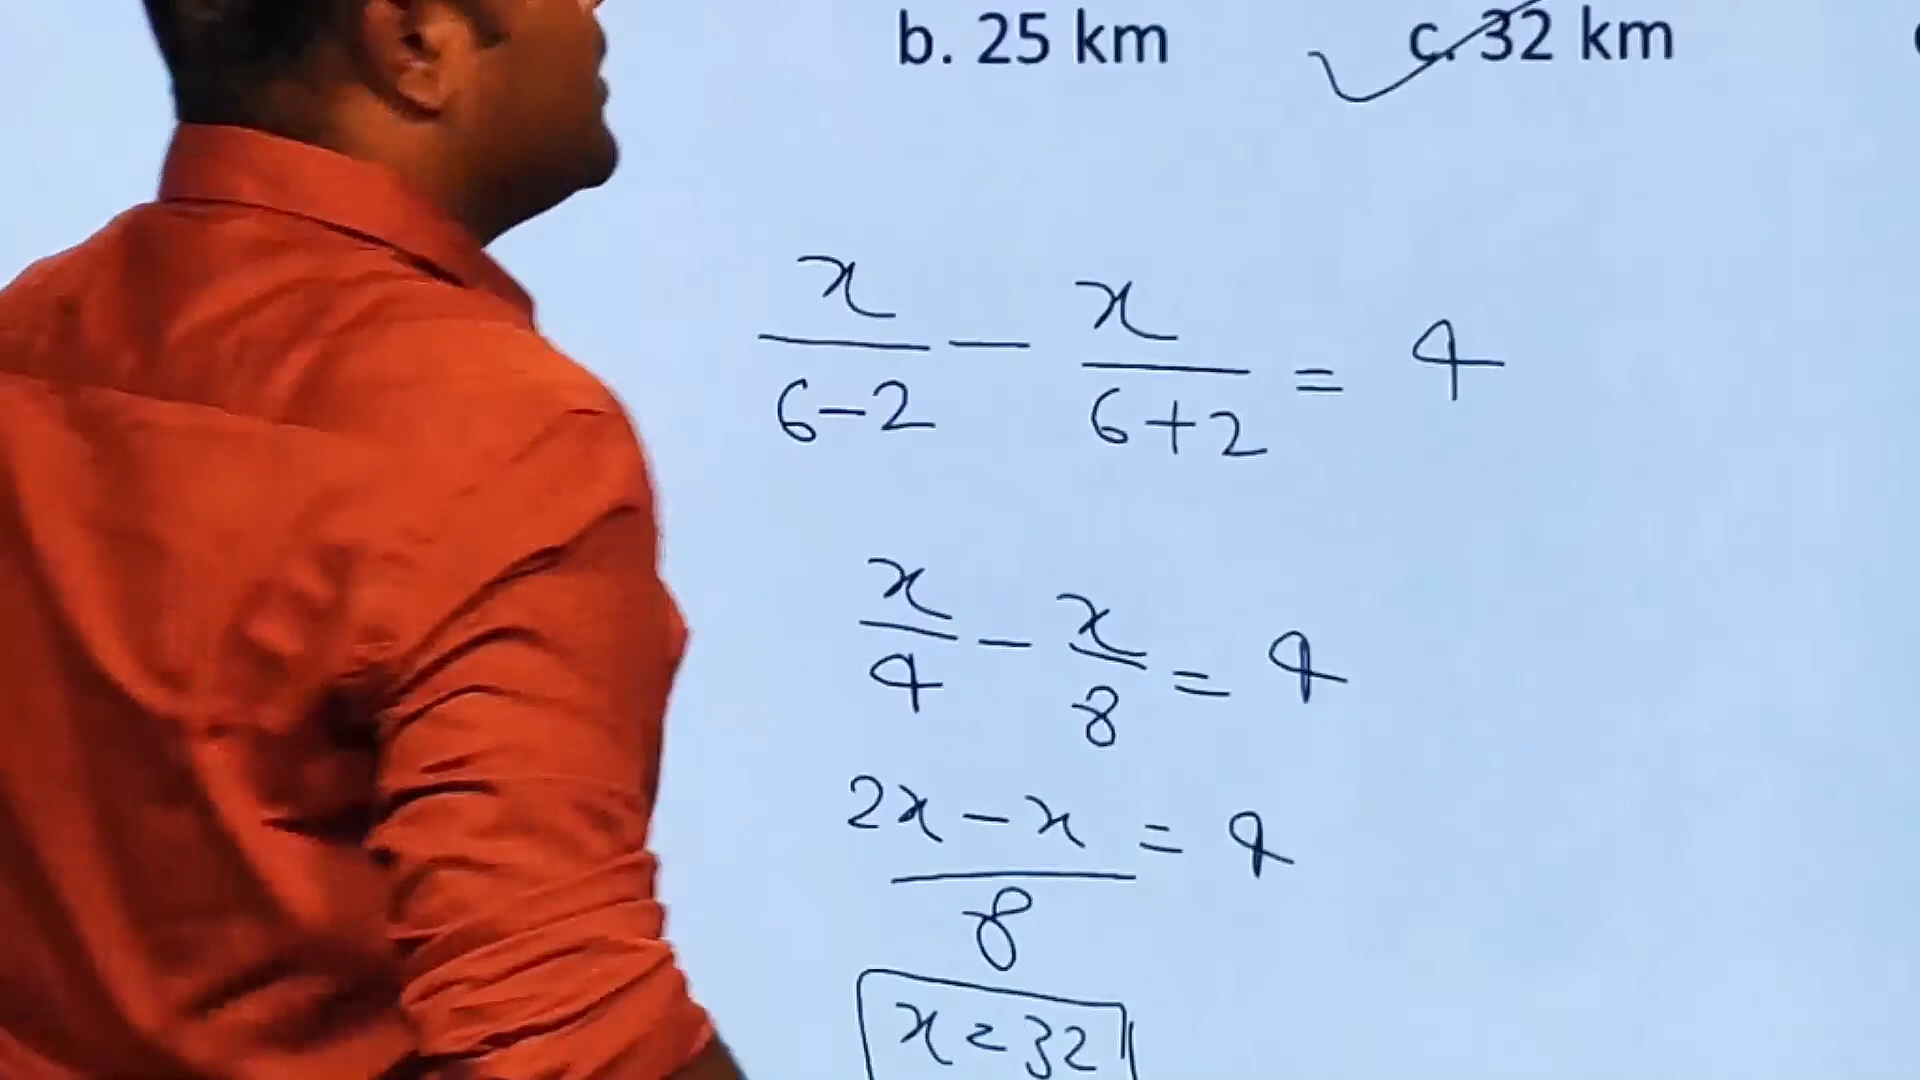 b. 25 km c. 32 km
x/(6-2) - x/(6+2) = 4
x/4 - x/8 = 4
(2x - x)/8 = 4
x = 32